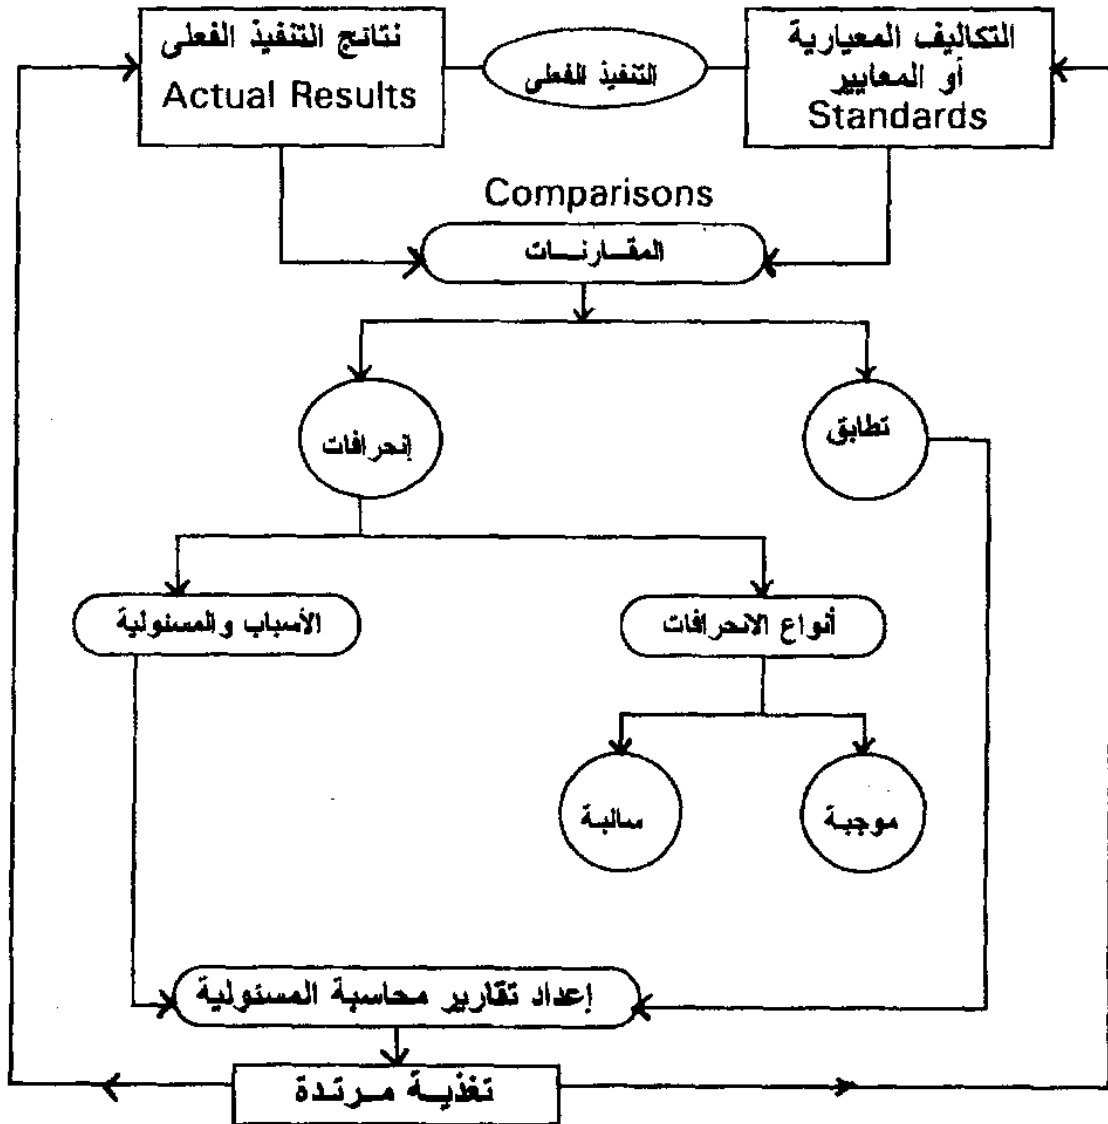 التكاليف المعيارية
أو المعايير
Standards
التنفيذ الفعلى
نتائج التنفيذ الفعلى
Actual Results
Comparisons
المقـارنــات
تطابق
إنحرافات
أنواع الانحرافات
الأسباب والمسئولية
موجبة
سالبة
إعداد تقارير محاسبة المسئولية
تغذيـة مـرتـدة